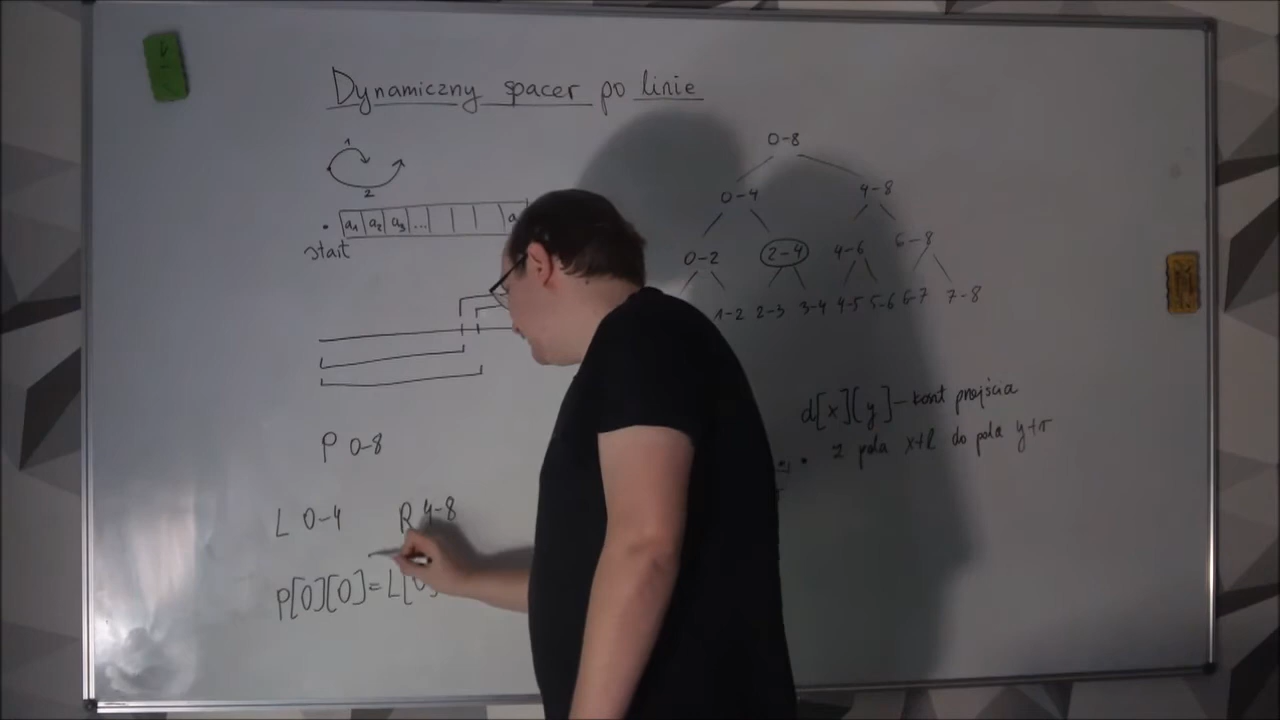 Dynamiczny spacer po linie
1
2
a1 a2 a3 ... a
start
0-8
0-4 4-8
0-2 2-4 4-6 6-8
1-2 2-3 3-4 4-5 5-6 6-7 7-8
P 0-8
d[x][y] - koszt przejścia
z pola x+l do pola y+r
L 0-4 R 4-8
P[0][0]=L[0]